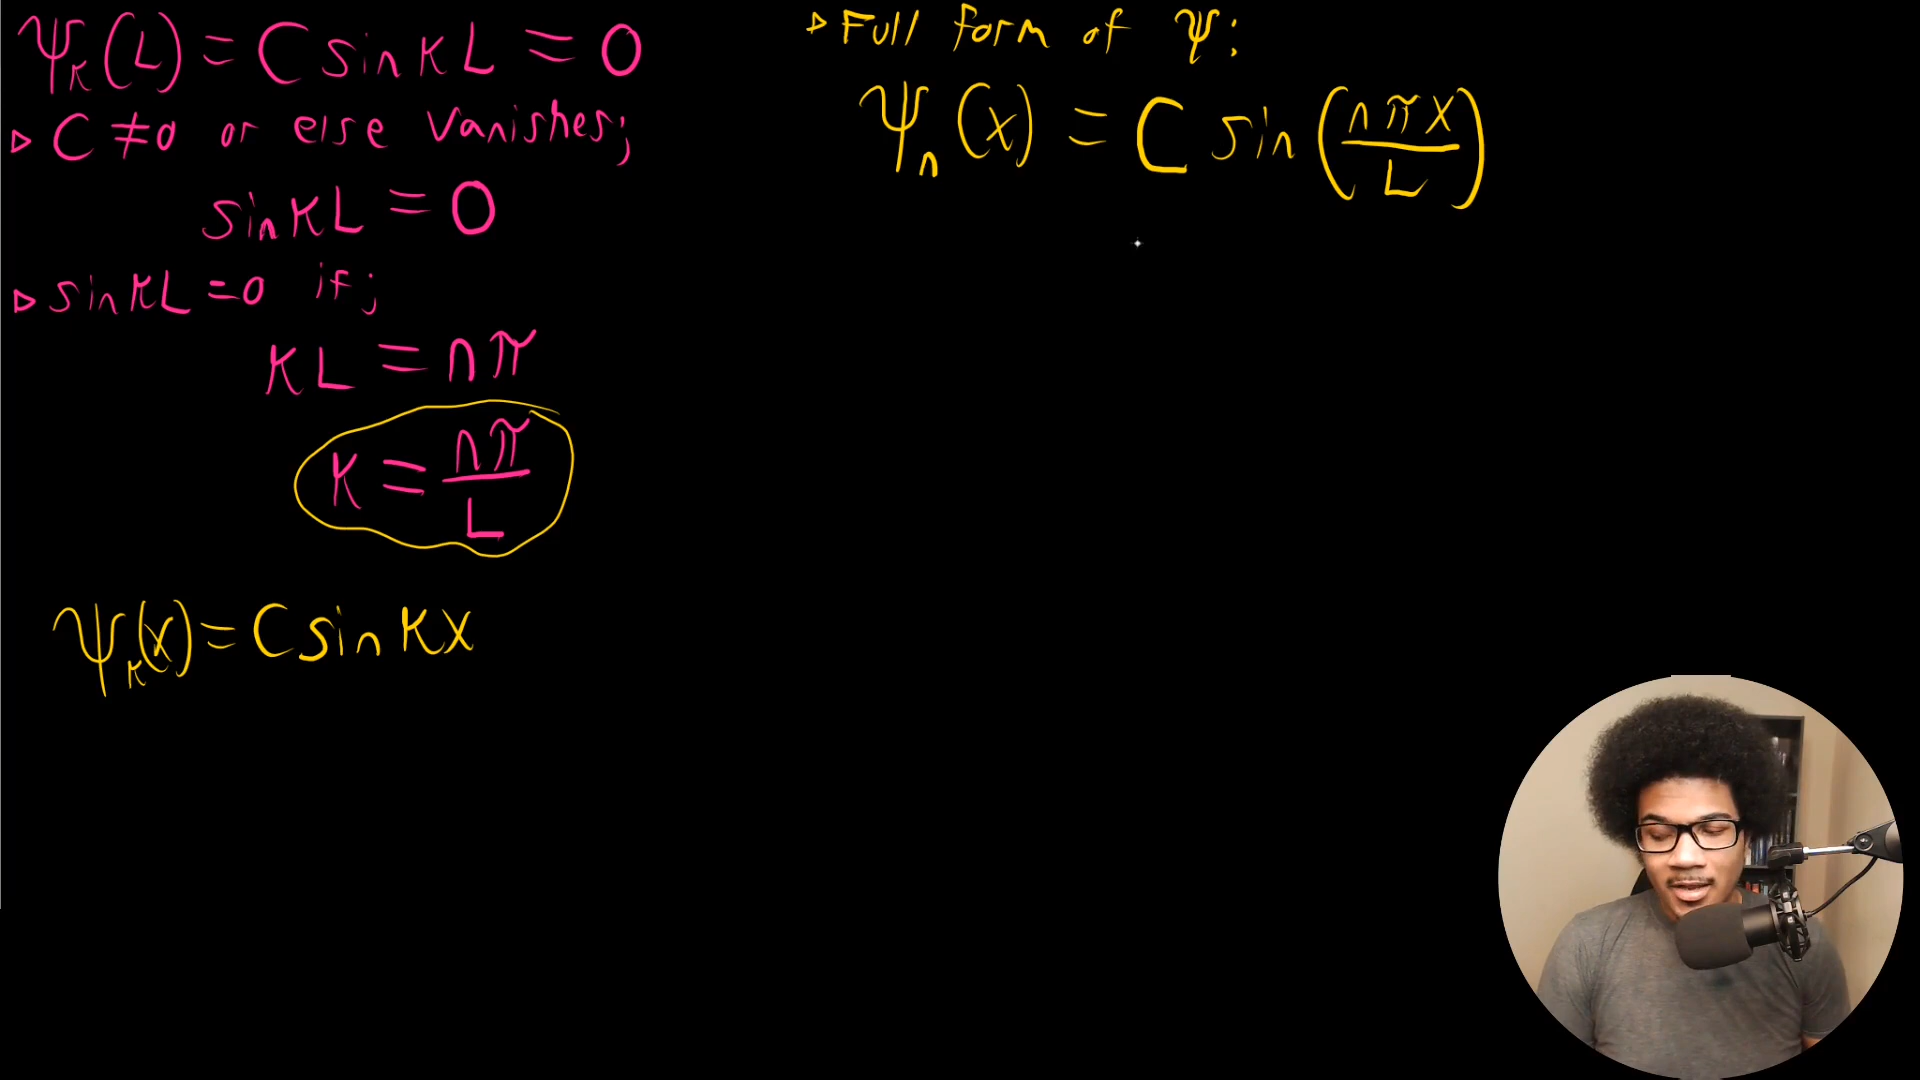 Ψₖ(L) = C sin kL = 0
▷ C ≠ 0 or else vanishes;
sin kL = 0
▷ sin kL = 0 if;
kL = nπ
k = nπ/L
Ψₖ(x) = C sin kx
▷ Full form of Ψ:
Ψₙ(x) = C sin(nπx/L)